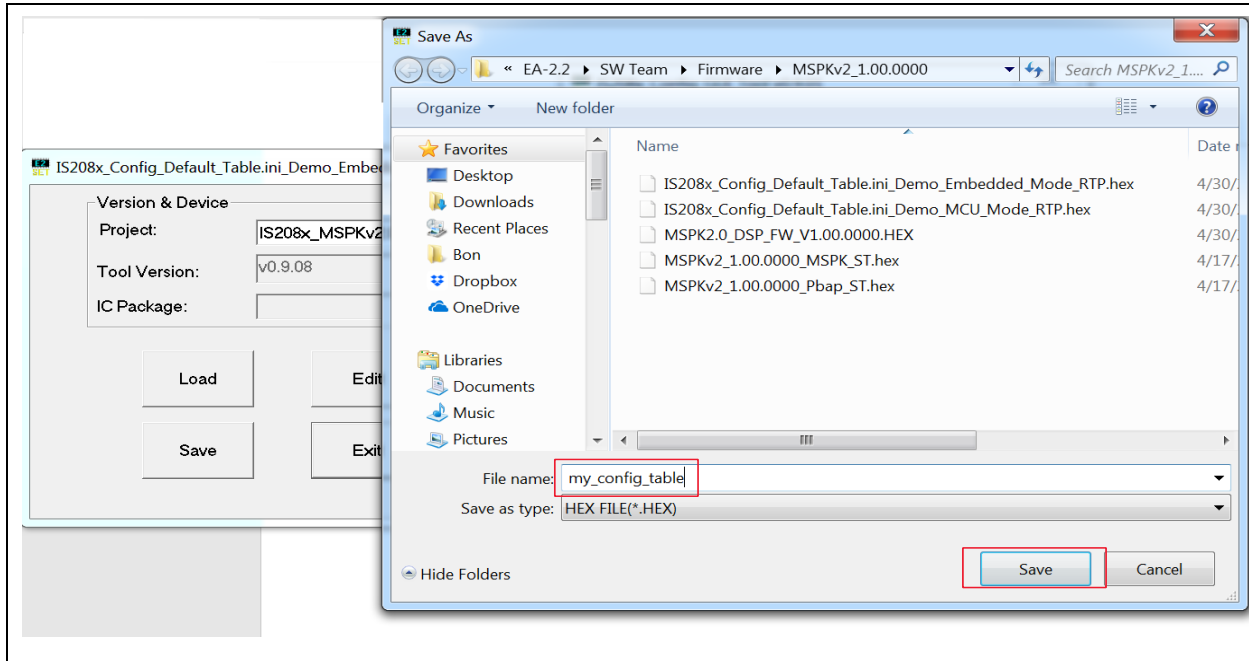 Save As
X
« EA-2.2 ▸ SW Team ▸ Firmware ▸ MSPKv2_1.00.0000
Search MSPKv2_1....
Organize
New folder
?
Favorites
Desktop
Downloads
Recent Places
Bon
Dropbox
OneDrive
Libraries
Documents
Music
Pictures
Name
Date
IS208x_Config_Default_Table.ini_Demo_Embedded_Mode_RTP.hex 4/30/
IS208x_Config_Default_Table.ini_Demo_MCU_Mode_RTP.hex 4/30/
MSPK2.0_DSP_FW_V1.00.0000.HEX 4/30/
MSPKv2_1.00.0000_MSPK_ST.hex 4/17/
MSPKv2_1.00.0000_Pbap_ST.hex 4/17/
File name: my_config_table
Save as type: HEX FILE(*.HEX)
Hide Folders
Save
Cancel
IS208x_Config_Default_Table.ini_Demo_Embe
Version & Device
Project: IS208x_MSPKv2
Tool Version: v0.9.08
IC Package:
Load
Edit
Save
Exit